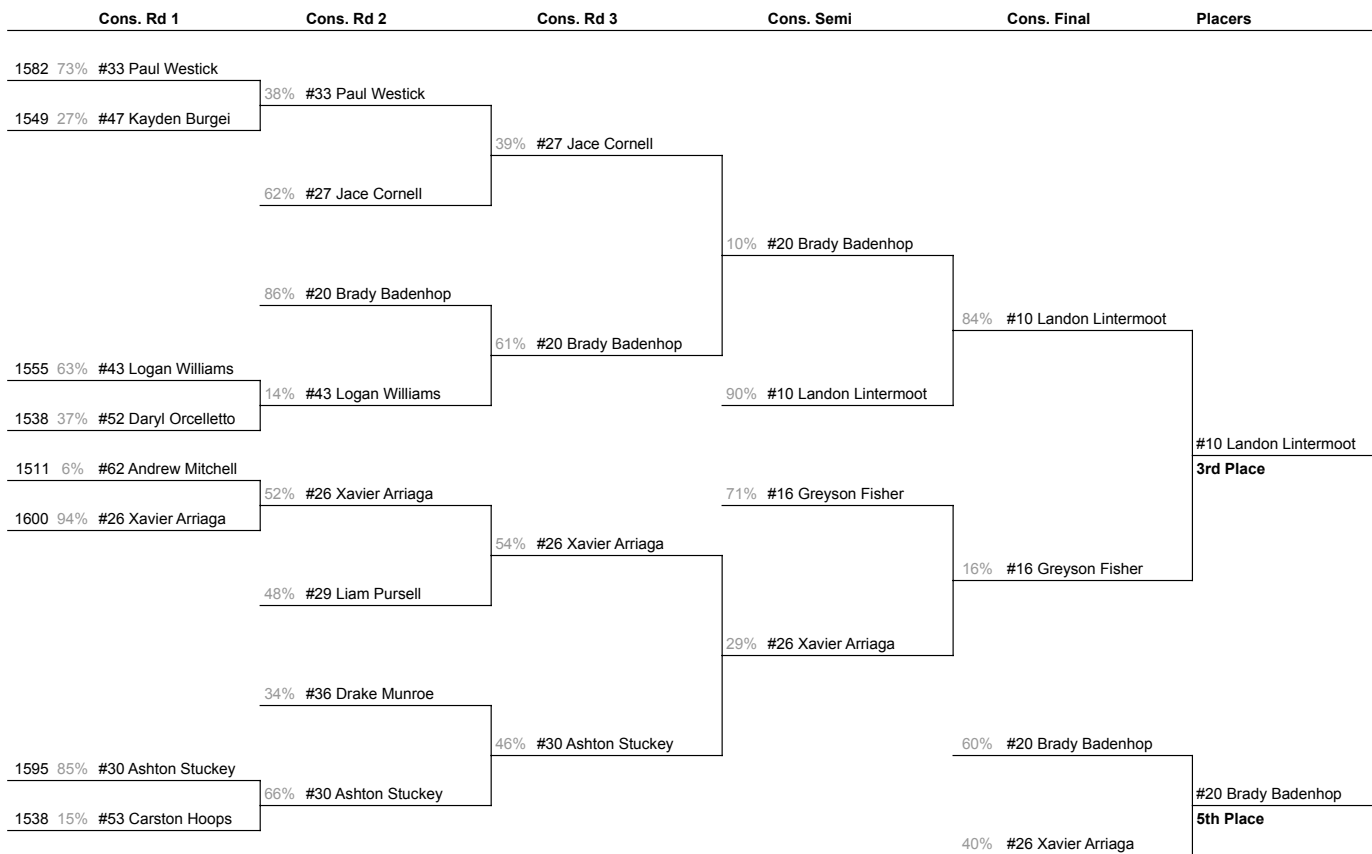 Cons. Rd 1 Cons. Rd 2 Cons. Rd 3 Cons. Semi Cons. Final Placers
1582 73% #33 Paul Westick
38% #33 Paul Westick
1549 27% #47 Kayden Burgei
39% #27 Jace Cornell
62% #27 Jace Cornell
10% #20 Brady Badenhop
86% #20 Brady Badenhop
84% #10 Landon Lintermoot
61% #20 Brady Badenhop
1555 63% #43 Logan Williams
14% #43 Logan Williams
90% #10 Landon Lintermoot
1538 37% #52 Daryl Orcelletto
#10 Landon Lintermoot
1511 6% #62 Andrew Mitchell
3rd Place
52% #26 Xavier Arriaga
71% #16 Greyson Fisher
1600 94% #26 Xavier Arriaga
54% #26 Xavier Arriaga
16% #16 Greyson Fisher
48% #29 Liam Pursell
29% #26 Xavier Arriaga
34% #36 Drake Munroe
46% #30 Ashton Stuckey
60% #20 Brady Badenhop
1595 85% #30 Ashton Stuckey
66% #30 Ashton Stuckey
#20 Brady Badenhop
1538 15% #53 Carston Hoops
5th Place
40% #26 Xavier Arriaga